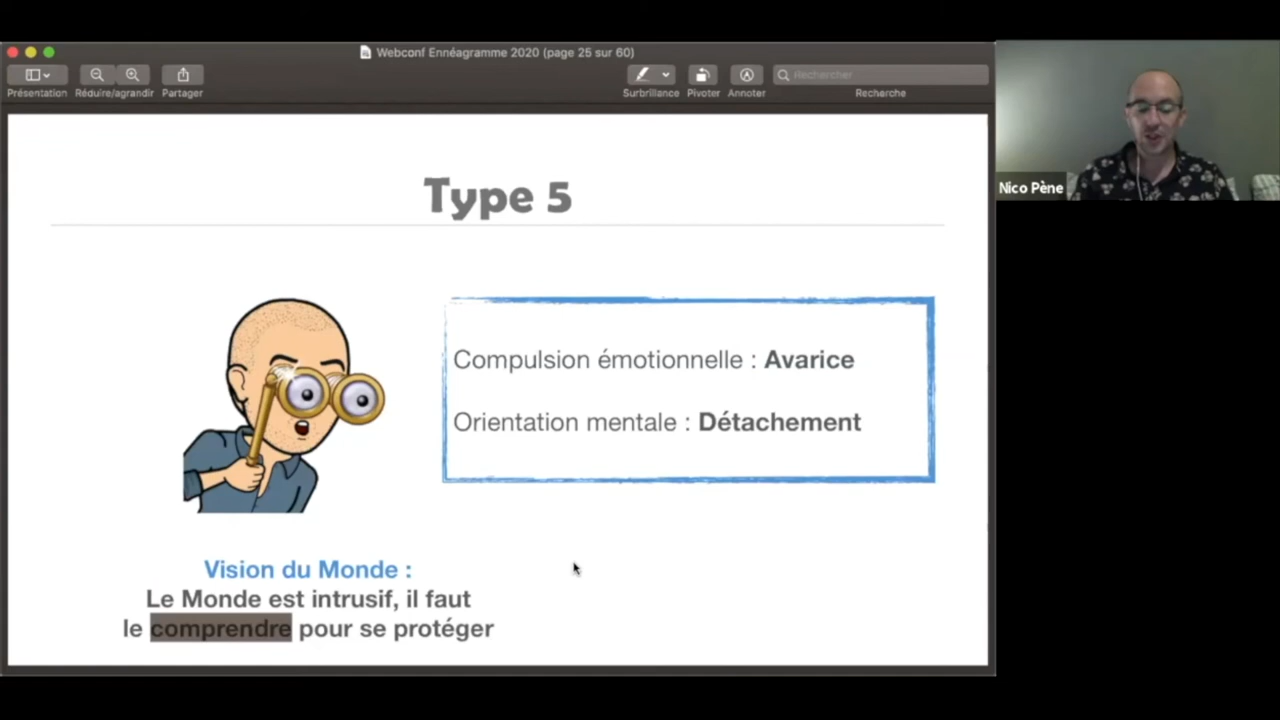 Webconf Ennéagramme 2020 (page 25 sur 60)
Présentation
Réduire/agrandir
Partager
Surbrillance
Pivoter
Annoter
Rechercher
Recherche
Nico Pène
Type 5
Compulsion émotionnelle : Avarice
Orientation mentale : Détachement
Vision du Monde :
Le Monde est intrusif, il faut
le comprendre pour se protéger